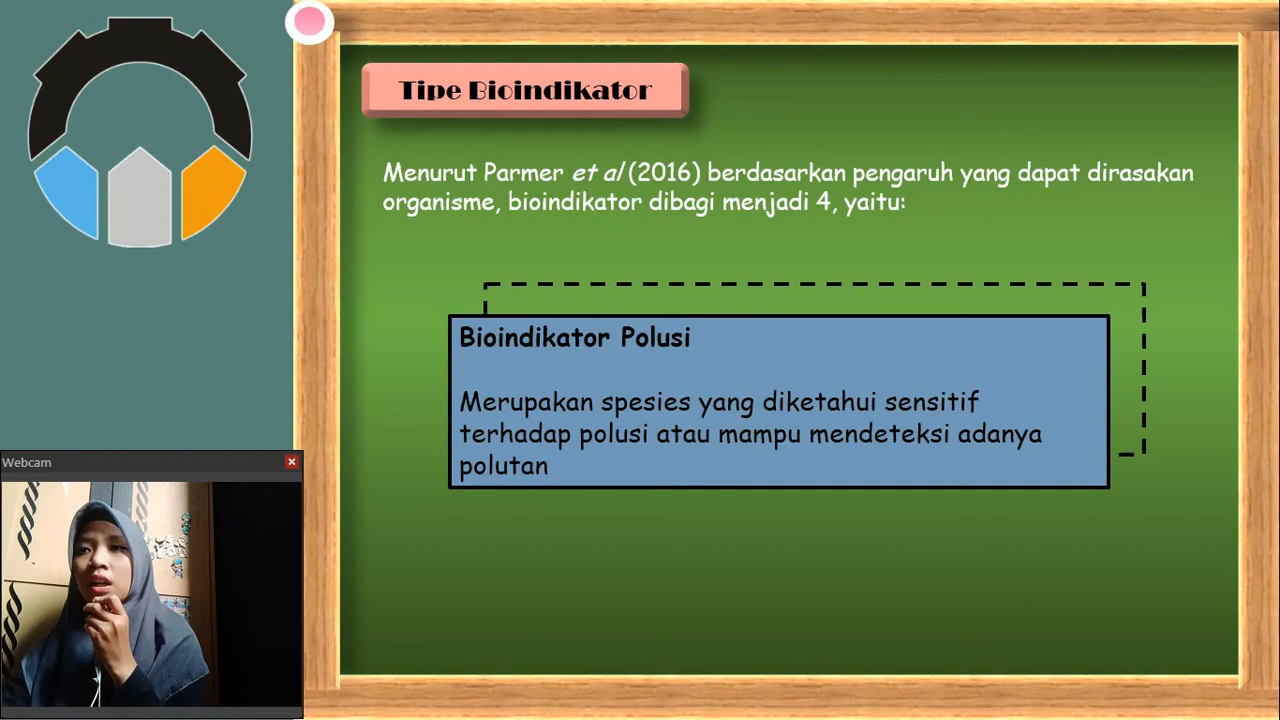 Tipe Bioindikator
Menurut Parmer et al (2016) berdasarkan pengaruh yang dapat dirasakan
organisme, bioindikator dibagi menjadi 4, yaitu:
Bioindikator Polusi
Merupakan spesies yang diketahui sensitif
terhadap polusi atau mampu mendeteksi adanya
polutan
Webcam